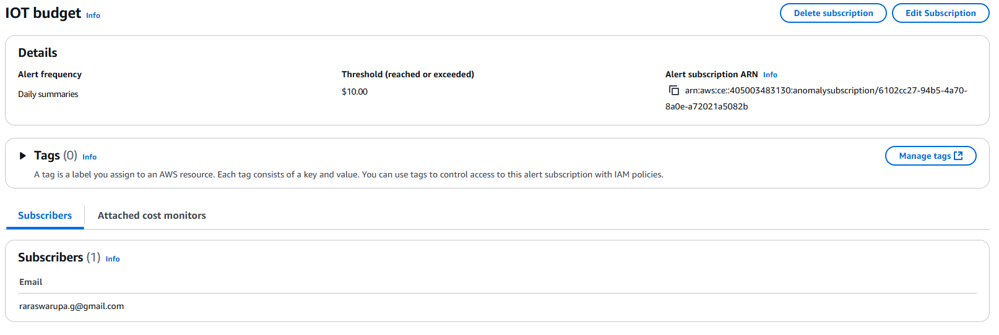 IOT budget Info
Delete subscription
Edit Subscription
Details
Alert frequency
Daily summaries
Threshold (reached or exceeded)
$10.00
Alert subscription ARN Info
arn:aws:ce::405003483130:anomalysubscription/6102cc27-94b5-4a70-
8a0e-a72021a5082b
Tags (0) Info
Manage tags
A tag is a label you assign to an AWS resource. Each tag consists of a key and value. You can use tags to control access to this alert subscription with IAM policies.
Subscribers
Attached cost monitors
Subscribers (1) Info
Email
raraswarupa.g@gmail.com